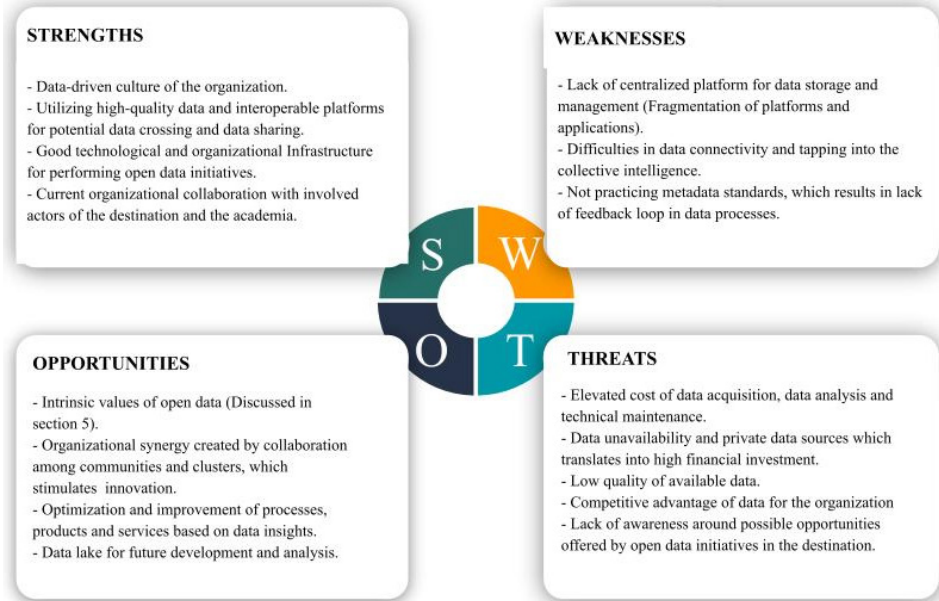 STRENGTHS
- Data-driven culture of the organization.
- Utilizing high-quality data and interoperable platforms
for potential data crossing and data sharing.
- Good technological and organizational Infrastructure
for performing open data initiatives.
- Current organizational collaboration with involved
actors of the destination and the academia.
WEAKNESSES
- Lack of centralized platform for data storage and
management (Fragmentation of platforms and
applications).
- Difficulties in data connectivity and tapping into the
collective intelligence.
- Not practicing metadata standards, which results in lack
of feedback loop in data processes.
S W
O T
OPPORTUNITIES
- Intrinsic values of open data (Discussed in
section 5).
- Organizational synergy created by collaboration
among communities and clusters, which
stimulates  innovation.
- Optimization and improvement of processes,
products and services based on data insights.
- Data lake for future development and analysis.
THREATS
- Elevated cost of data acquisition, data analysis and
technical maintenance.
- Data unavailability and private data sources which
translates into high financial investment.
- Low quality of available data.
- Competitive advantage of data for the organization
- Lack of awareness around possible opportunities
offered by open data initiatives in the destination.